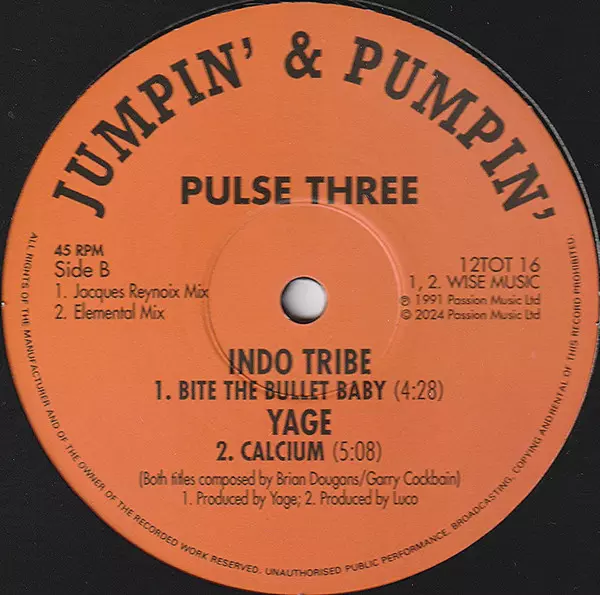 JUMPIN' & PUMPIN'
PULSE THREE
45 RPM
Side B
1. Jacques Reynoix Mix
2. Elemental Mix
12TOT 16
1, 2. WISE MUSIC
℗ 1991 Passion Music Ltd
© 2024 Passion Music Ltd
INDO TRIBE
1. BITE THE BULLET BABY (4:28)
YAGE
2. CALCIUM (5:08)
(Both titles composed by Brian Dougans/Garry Cockbain)
1. Produced by Yage; 2. Produced by Luco
ALL RIGHTS OF THE MANUFACTURER AND OF THE OWNER OF THE RECORDED WORK RESERVED. UNAUTHORISED PUBLIC PERFORMANCE, BROADCASTING, COPYING AND RENTAL OF THIS RECORD PROHIBITED.